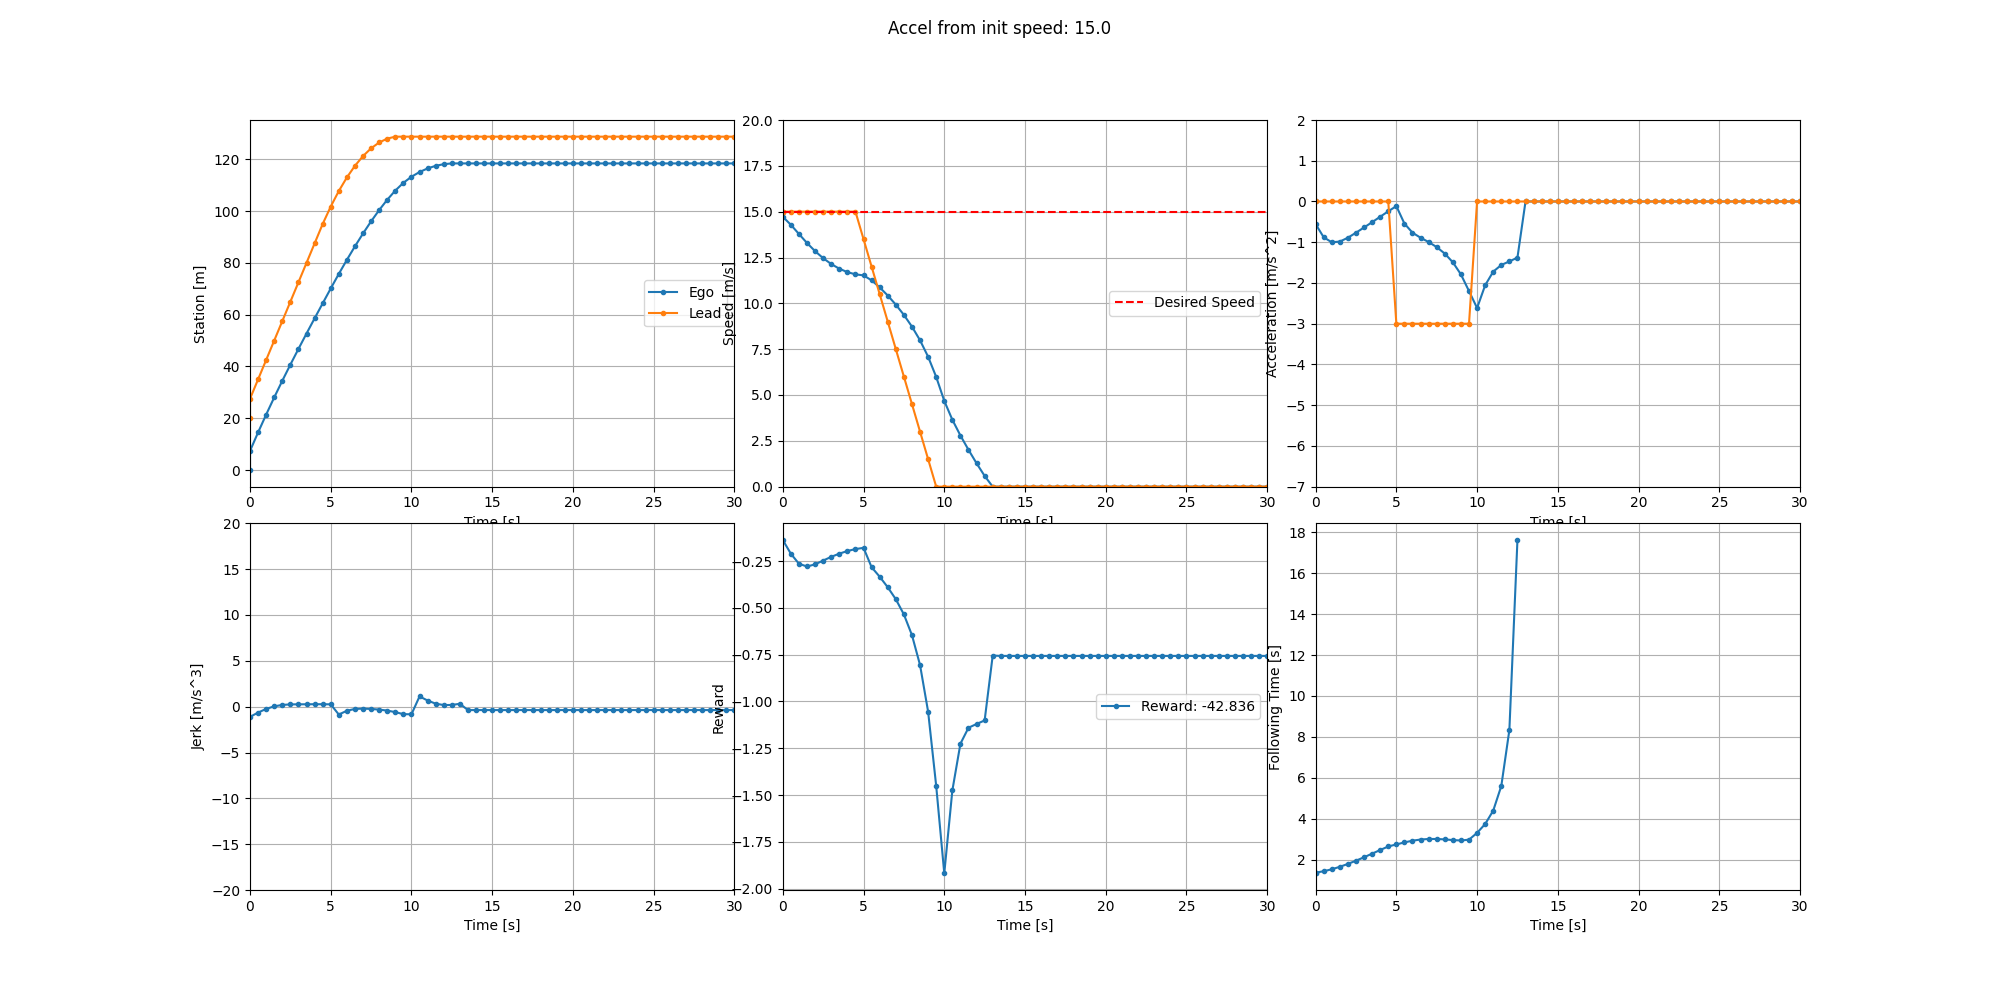 Accel from init speed: 15.0
120
100
80
60
40
20
0
Station [m]
Ego
Lead
0 5 10 15 20 25 30
Time [s]
20.0
17.5
15.0
12.5
10.0
7.5
5.0
2.5
0.0
Speed [m/s]
Desired Speed
0 5 10 15 20 25 30
Time [s]
2
1
0
−1
−2
−3
−4
−5
−6
−7
Acceleration [m/s^2]
0 5 10 15 20 25 30
Time [s]
20
15
10
5
0
−5
−10
−15
−20
Jerk [m/s^3]
0 5 10 15 20 25 30
Time [s]
−0.25
−0.50
−0.75
−1.00
−1.25
−1.50
−1.75
−2.00
Reward
Reward: -42.836
0 5 10 15 20 25 30
Time [s]
18
16
14
12
10
8
6
4
2
Following Time [s]
0 5 10 15 20 25 30
Time [s]